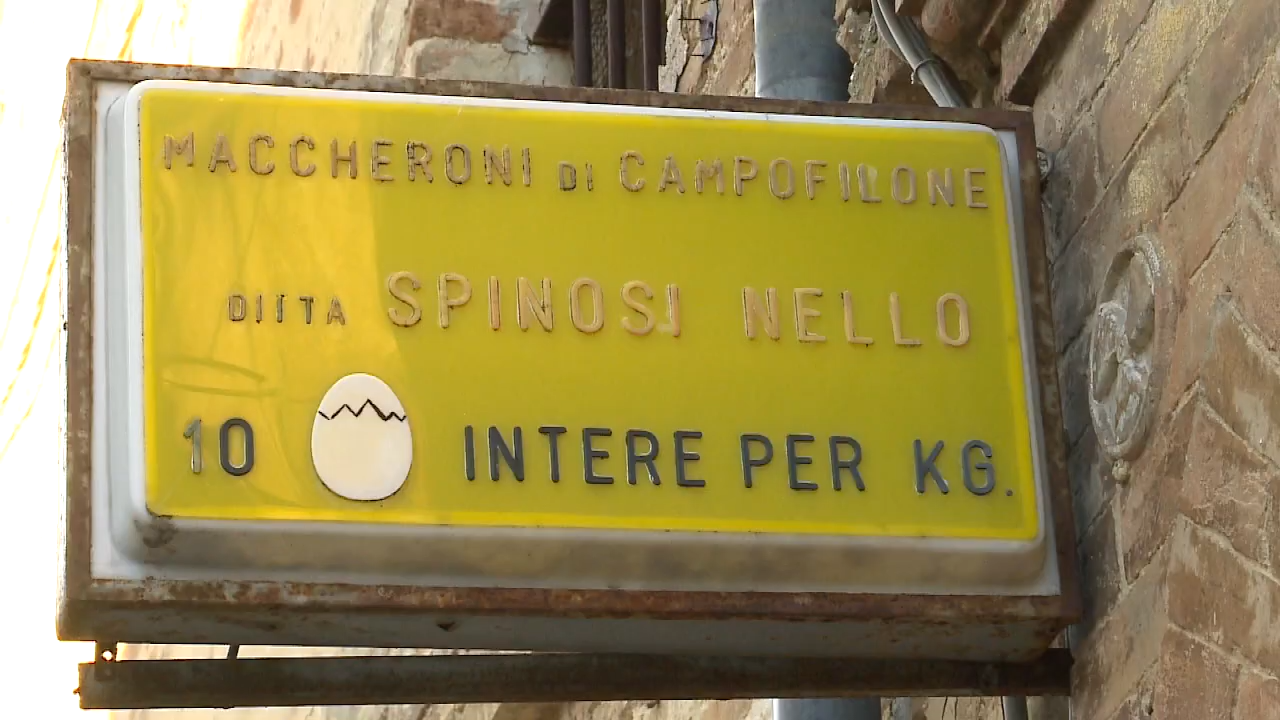 MACCHERONI DI CAMPOFILONE
DITTA SPINOSI NELLO
10 INTERE PER KG.